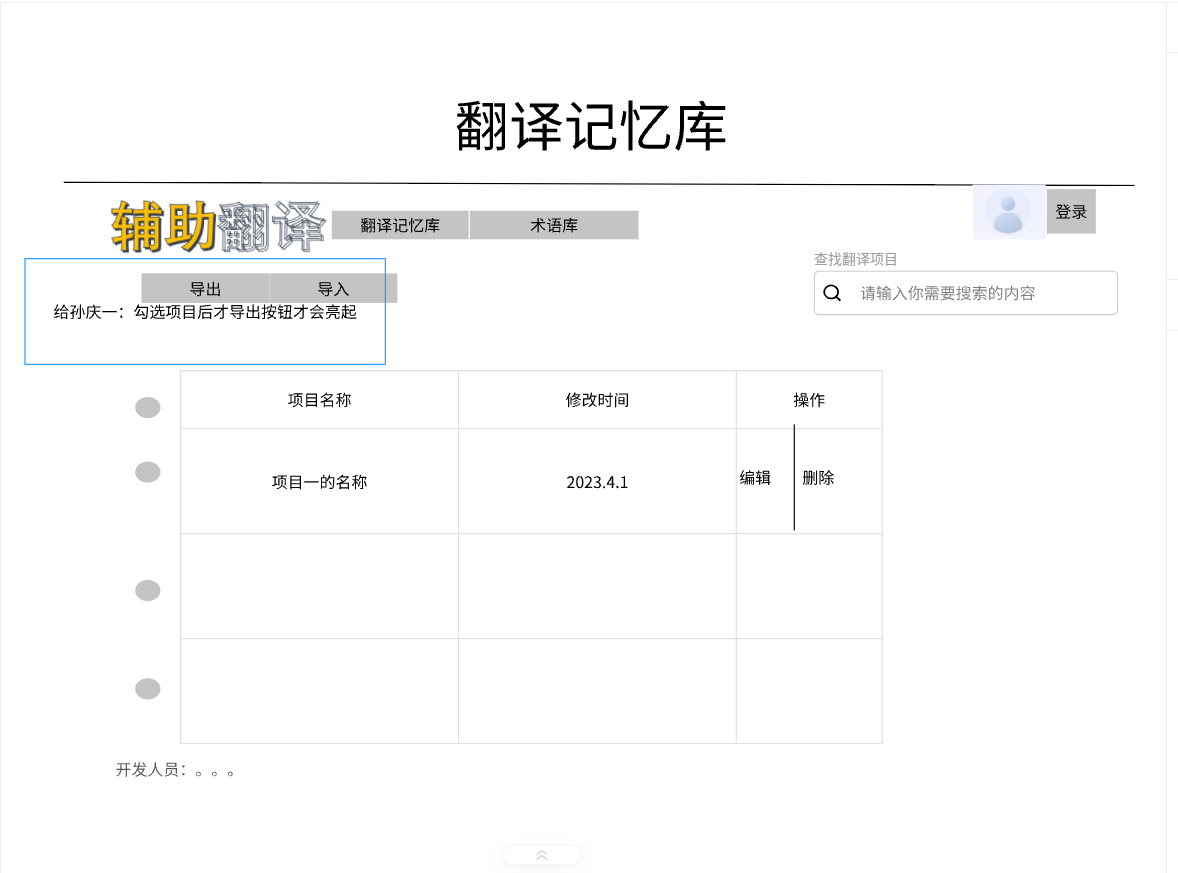 翻译记忆库
辅助翻译
翻译记忆库 术语库
登录
查找翻译项目
请输入你需要搜索的内容
导出 导入
给孙庆一：勾选项目后才导出按钮才会亮起
项目名称 修改时间 操作
项目一的名称 2023.4.1 编辑 删除
开发人员：。。。